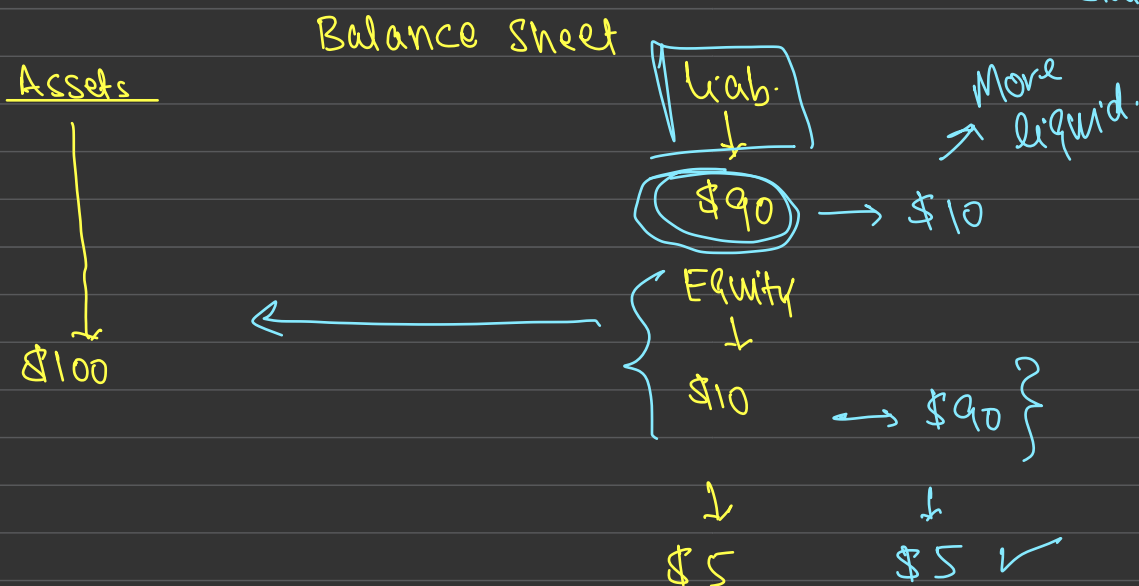 Balance Sheet
Assets
Liab.
More
liquid.
$90 → $10
Equity
$100
$10
↔ $90 }
$5
$5 ✓